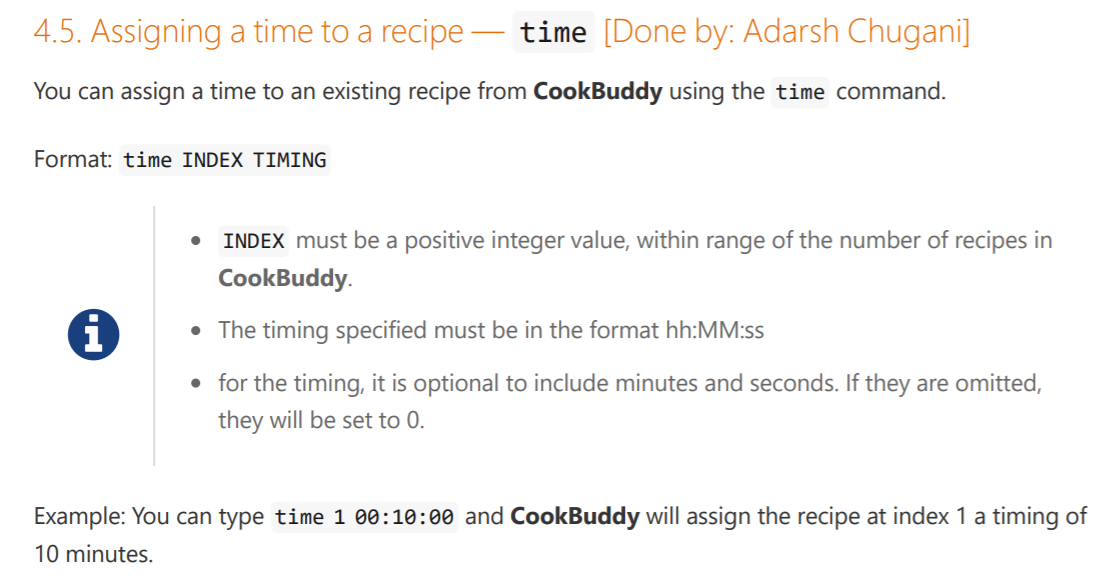 4.5. Assigning a time to a recipe — time [Done by: Adarsh Chugani]
You can assign a time to an existing recipe from CookBuddy using the time command.
Format: time INDEX TIMING
• INDEX must be a positive integer value, within range of the number of recipes in
CookBuddy.
• The timing specified must be in the format hh:MM:ss
• for the timing, it is optional to include minutes and seconds. If they are omitted,
they will be set to 0.
Example: You can type time 1 00:10:00 and CookBuddy will assign the recipe at index 1 a timing of
10 minutes.